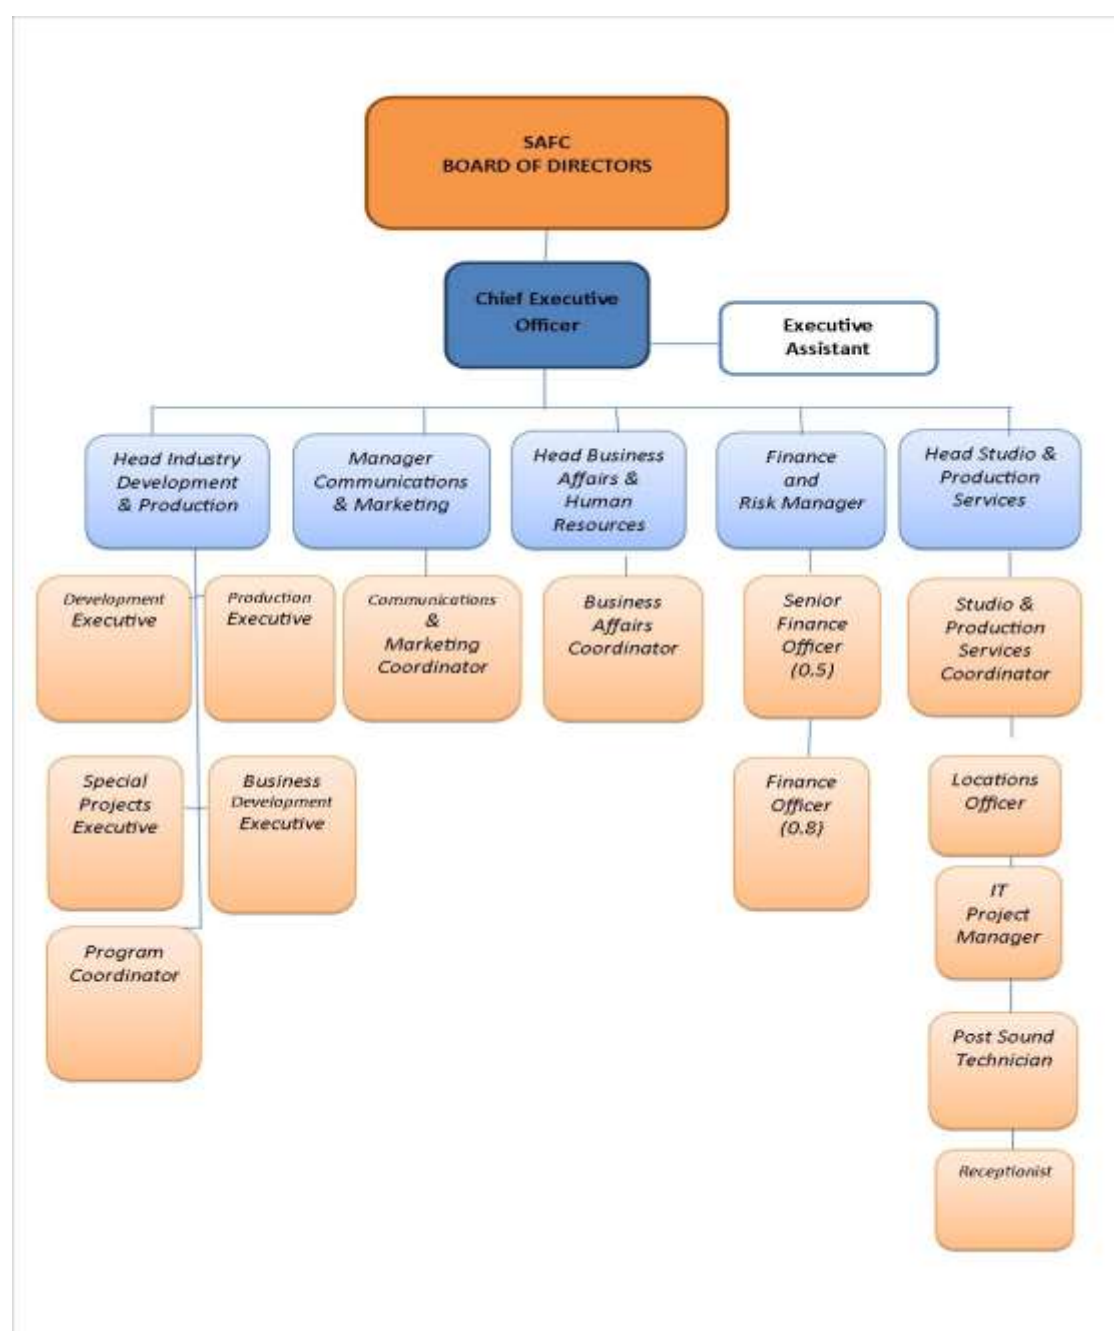 SAFC
BOARD OF DIRECTORS
Chief Executive
Officer
Executive
Assistant
Head Industry
Development
& Production
Manager
Communications
& Marketing
Head Business
Affairs &
Human
Resources
Finance
and
Risk Manager
Head Studio &
Production
Services
Development
Executive
Production
Executive
Communications
&
Marketing
Coordinator
Business
Affairs
Coordinator
Senior
Finance
Officer
(0.5)
Studio &
Production
Services
Coordinator
Special
Projects
Executive
Business
Development
Executive
Finance
Officer
(0.8)
Locations
Officer
IT
Project
Manager
Program
Coordinator
Post Sound
Technician
Receptionist